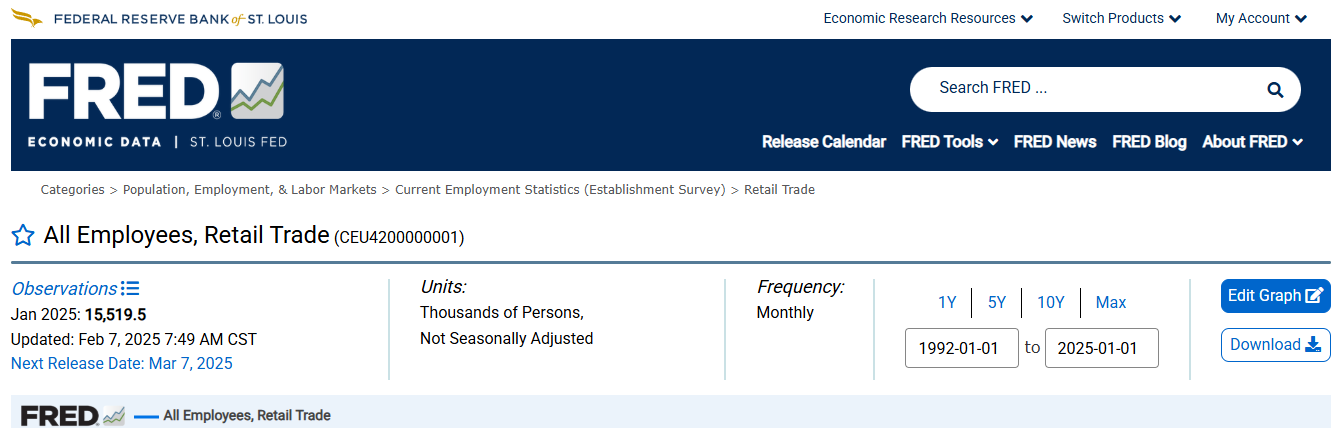 FEDERAL RESERVE BANK of ST. LOUIS
Economic Research Resources Switch Products My Account
FRED®
ECONOMIC DATA | ST. LOUIS FED
Search FRED ...
Release Calendar FRED Tools FRED News FRED Blog About FRED
Categories > Population, Employment, & Labor Markets > Current Employment Statistics (Establishment Survey) > Retail Trade
All Employees, Retail Trade (CEU4200000001)
Observations
Jan 2025: 15,519.5
Updated: Feb 7, 2025 7:49 AM CST
Next Release Date: Mar 7, 2025
Units:
Thousands of Persons,
Not Seasonally Adjusted
Frequency:
Monthly
1Y | 5Y | 10Y | Max
1992-01-01 to 2025-01-01
Edit Graph
Download
FRED All Employees, Retail Trade